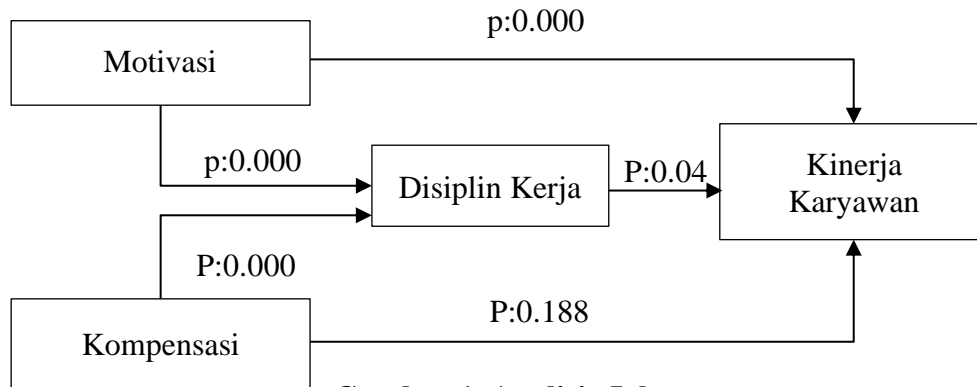 p:0.000
Motivasi
p:0.000
Disiplin Kerja
P:0.04
Kinerja
Karyawan
P:0.000
P:0.188
Kompensasi